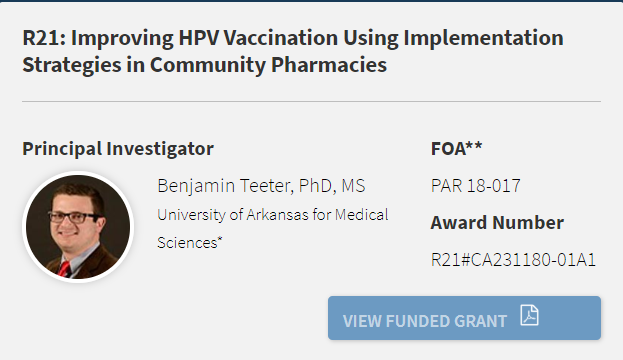 R21: Improving HPV Vaccination Using Implementation
Strategies in Community Pharmacies
Principal Investigator
Benjamin Teeter, PhD, MS
University of Arkansas for Medical
Sciences*
FOA**
PAR 18-017
Award Number
R21#CA231180-01A1
VIEW FUNDED GRANT